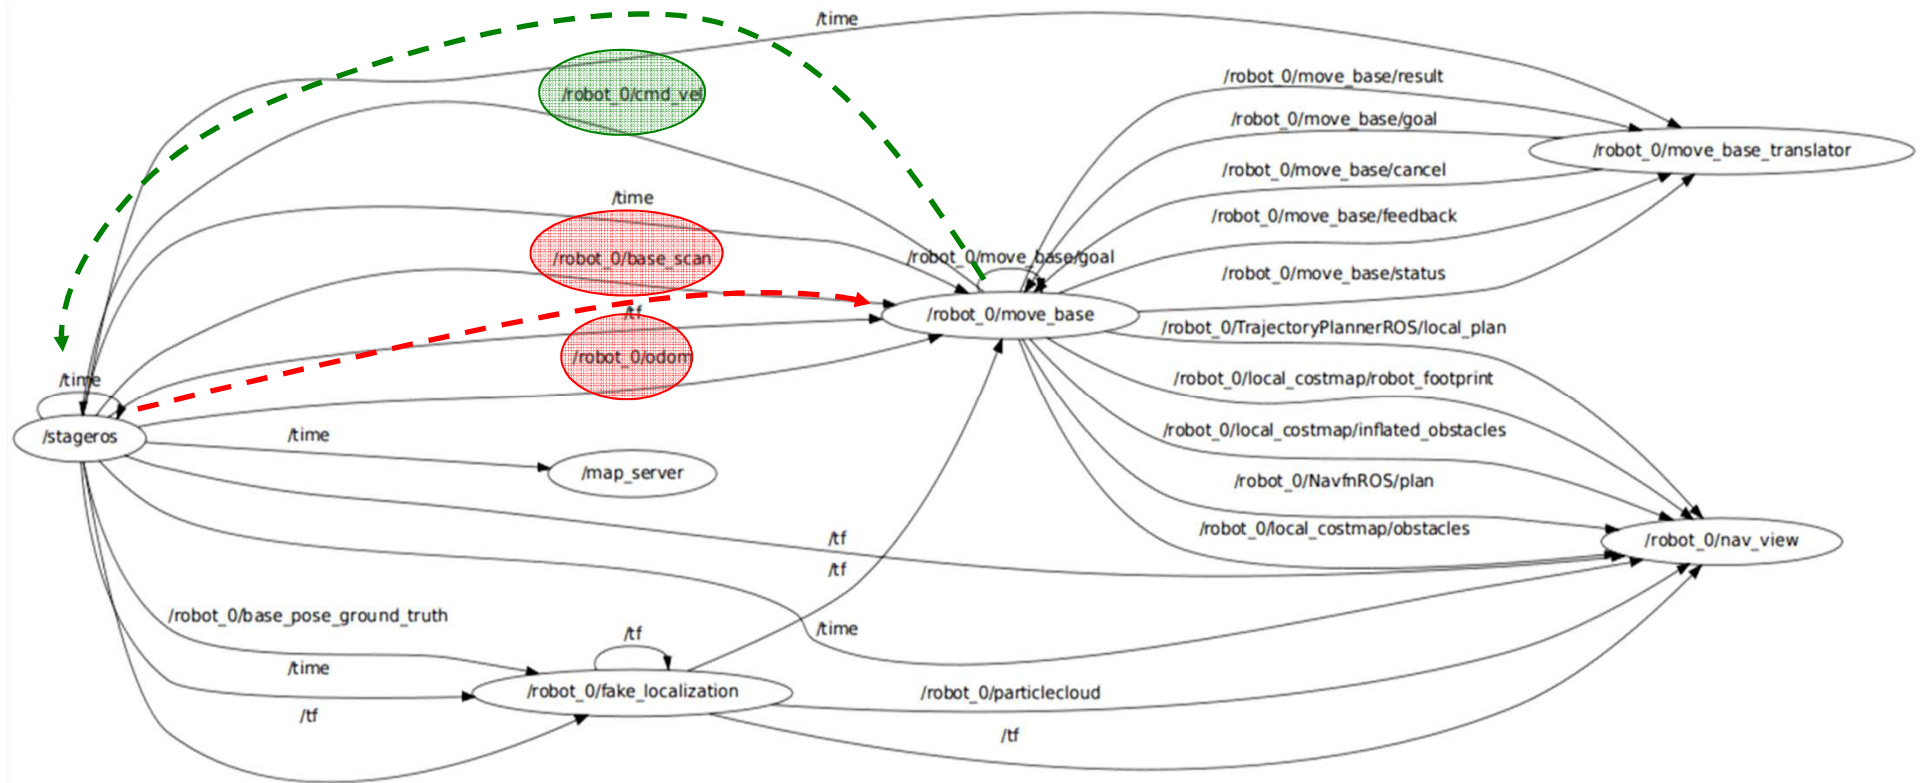 /time
/robot_0/cmd_vel
/robot_0/move_base/result
/robot_0/move_base/goal
/robot_0/move_base_translator
/robot_0/move_base/cancel
/time
/robot_0/move_base/feedback
/robot_0/base_scan
/robot_0/move_base/goal
/robot_0/move_base/status
/tf
/robot_0/move_base
/robot_0/TrajectoryPlannerROS/local_plan
/robot_0/odom
/time
/robot_0/local_costmap/robot_footprint
/stageros
/time
/robot_0/local_costmap/inflated_obstacles
/map_server
/robot_0/NavfnROS/plan
/robot_0/local_costmap/obstacles
/tf
/robot_0/nav_view
/tf
/robot_0/base_pose_ground_truth
/tf
/time
/time
/robot_0/fake_localization
/robot_0/particlecloud
/tf
/tf